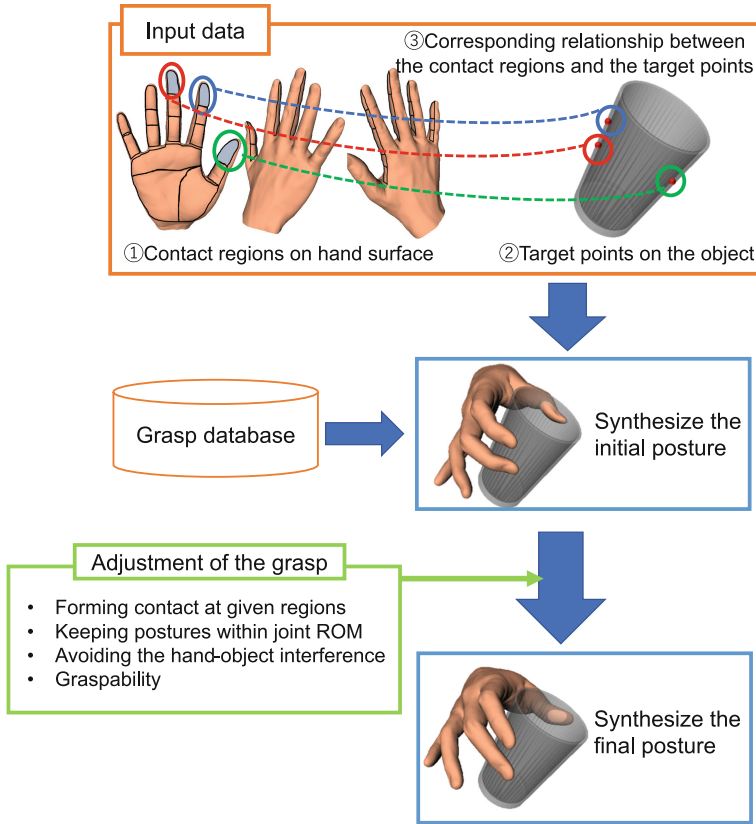 Input data
③Corresponding relationship between
the contact regions and the target points
①Contact regions on hand surface
②Target points on the object
Grasp database
Synthesize the
initial posture
Adjustment of the grasp
• Forming contact at given regions
• Keeping postures within joint ROM
• Avoiding the hand-object interference
• Graspability
Synthesize the
final posture